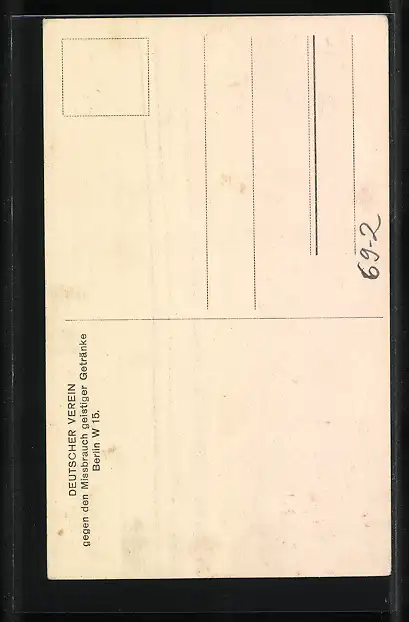 DEUTSCHER VEREIN
gegen den Missbrauch geistiger Getränke
Berlin W 15.
69-2